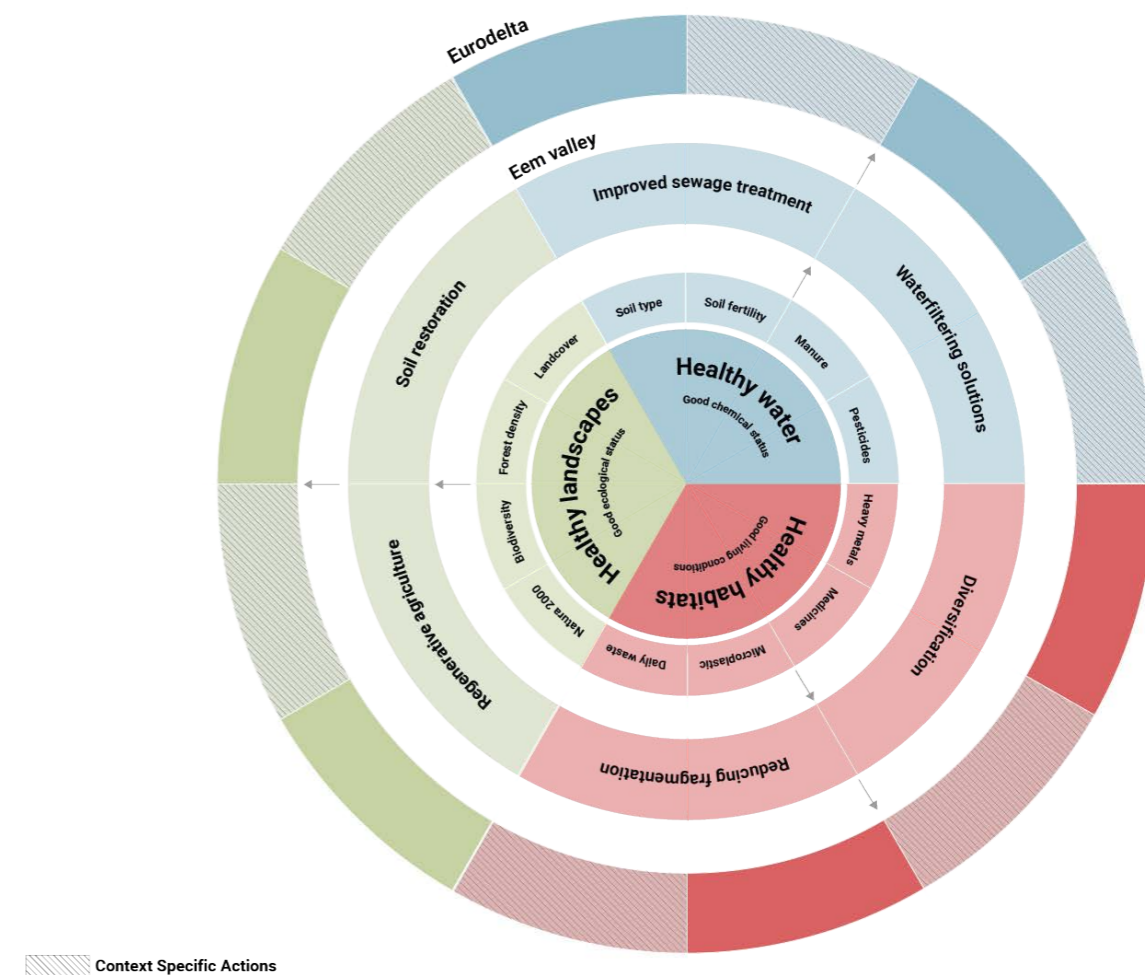 Eurodelta
Eem valley
Improved sewage treatment
Waterfiltering solutions
Diversification
Reducing fragmentation
Regenerative agriculture
Soil restoration
Soil type
Soil fertility
Manure
Pesticides
Heavy metals
Medicines
Microplastic
Daily waste
Natura 2000
Biodiversity
Forest density
Landcover
Healthy water
Good chemical status
Healthy habitats
Good living conditions
Healthy landscapes
Good ecological status
Context Specific Actions